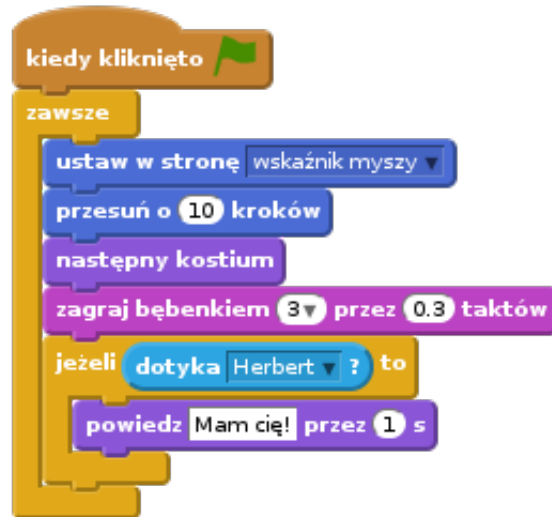 kiedy kliknięto
zawsze
ustaw w stronę wskaźnik myszy
przesuń o 10 kroków
następny kostium
zagraj bębenkiem 3 przez 0.3 taktów
jeżeli dotyka Herbert ? to
powiedz Mam cię! przez 1 s